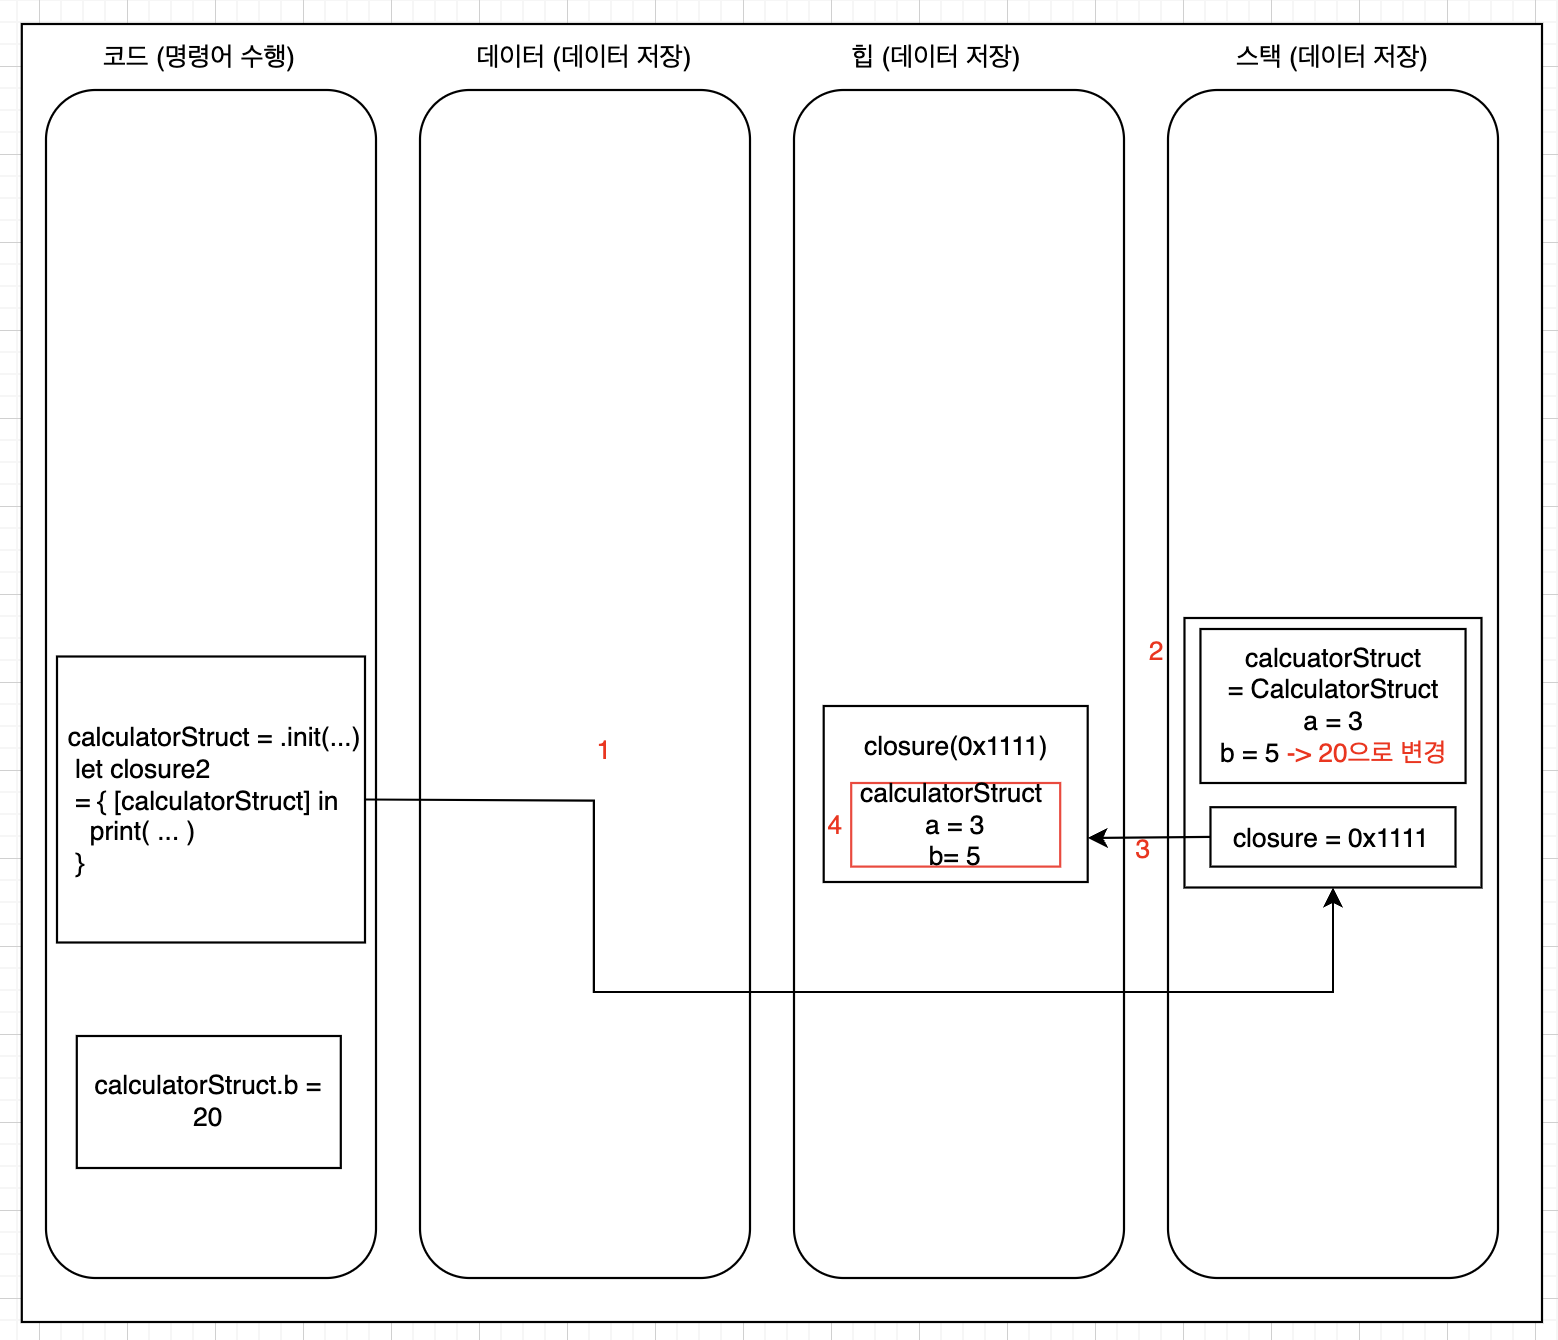 코드 (명령어 수행)
데이터 (데이터 저장)
힙 (데이터 저장)
스택 (데이터 저장)
calculatorStruct = .init(...)
let closure2
= { [calculatorStruct] in
print( ... )
}
calculatorStruct.b =
20
1
closure(0x1111)
4
calculatorStruct
a = 3
b= 5
2
calcuatorStruct
= CalculatorStruct
a = 3
b = 5 -> 20으로 변경
3
closure = 0x1111